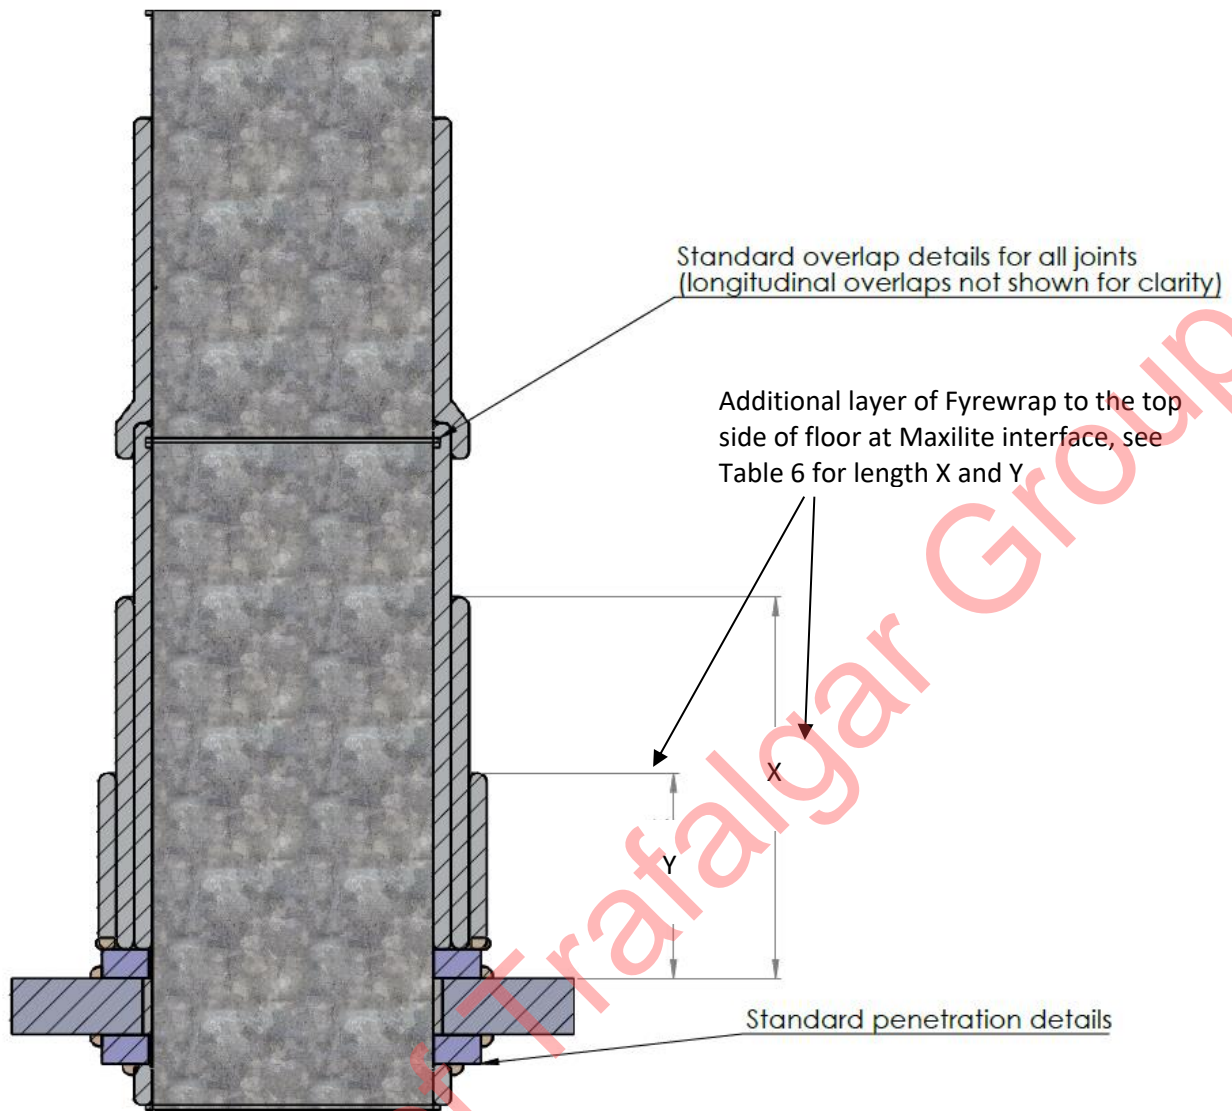 Standard overlap details for all joints
(longitudinal overlaps not shown for clarity)
Additional layer of Fyrewrap to the top
side of floor at Maxilite interface, see
Table 6 for length X and Y
X
Y
Standard penetration details
f Trafalgar Group